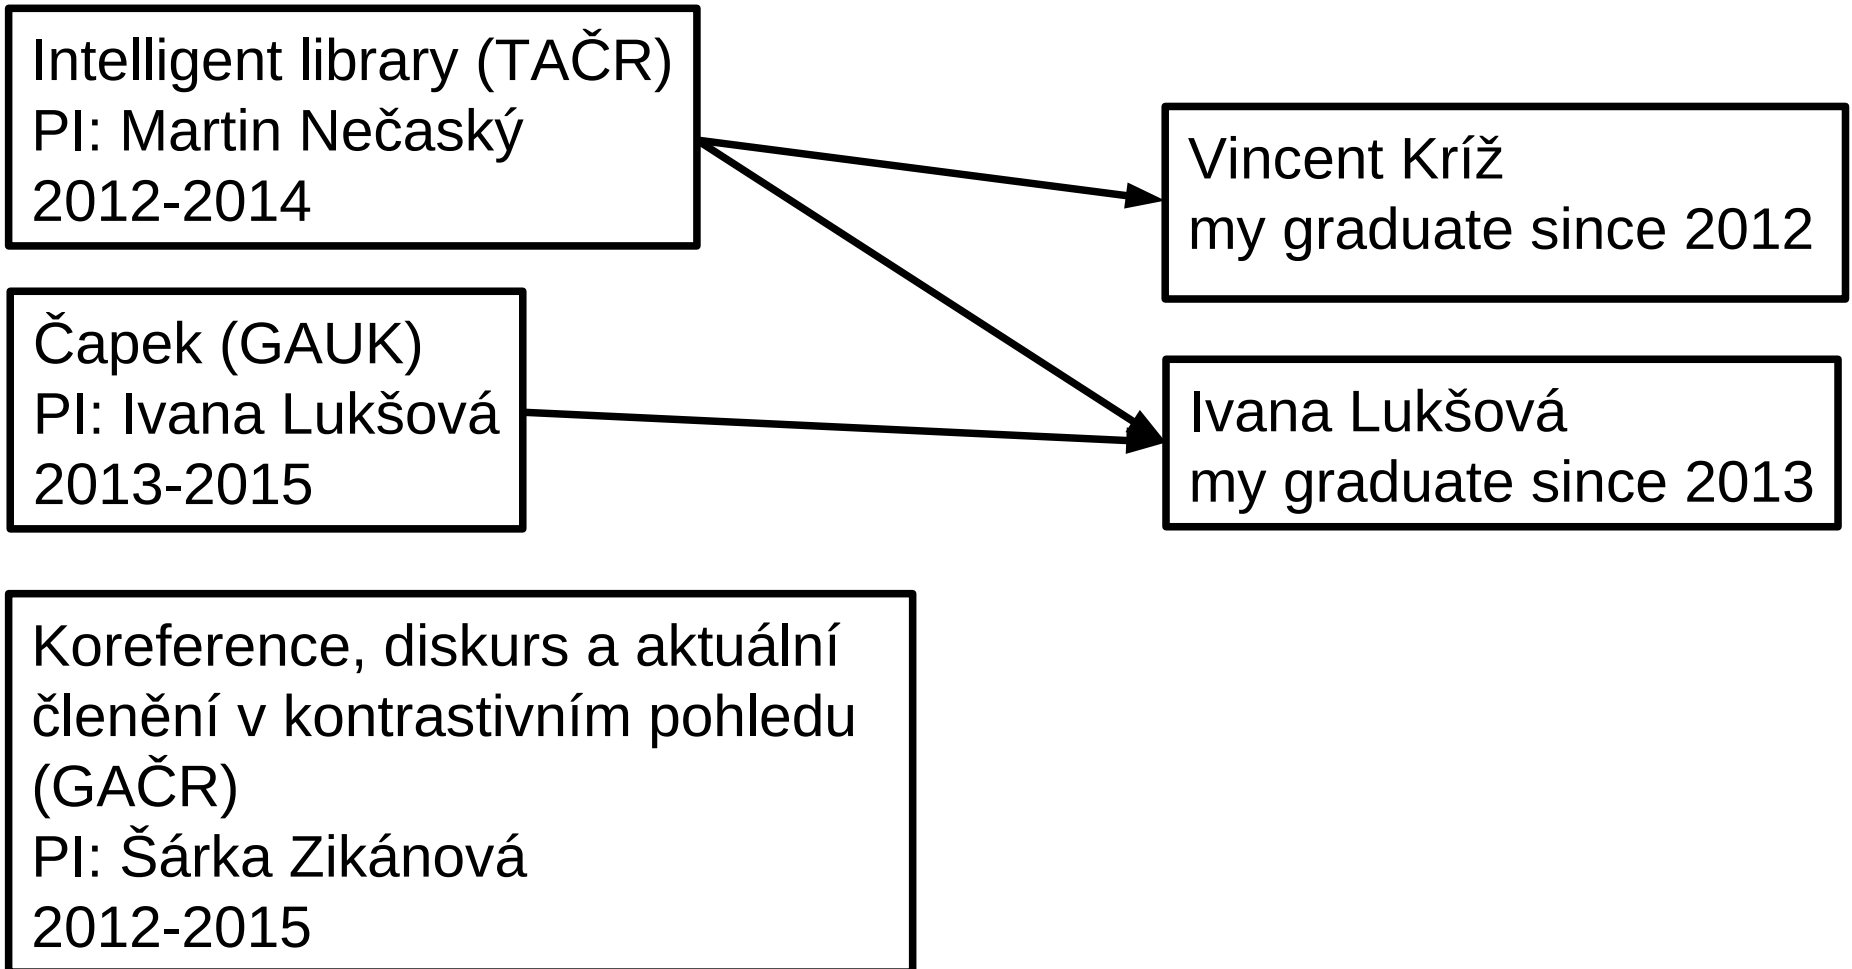 Intelligent library (TAČR)
PI: Martin Nečaský
2012-2014
Vincent Kríž
my graduate since 2012
Čapek (GAUK)
PI: Ivana Lukšová
2013-2015
Ivana Lukšová
my graduate since 2013
Koreference, diskurs a aktuální
členění v kontrastivním pohledu
(GAČR)
PI: Šárka Zikánová
2012-2015